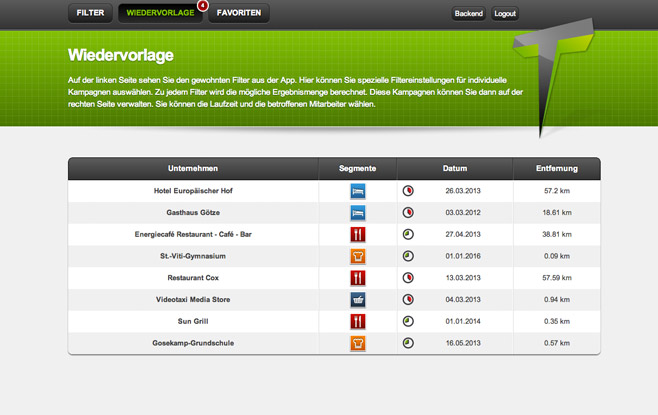 FILTER WIEDERVORLAGE 4 FAVORITEN Backend Logout
Wiedervorlage
Auf der linken Seite sehen Sie den gewohnten Filter aus der App. Hier können Sie spezielle Filtereinstellungen für individuelle
Kampagnen auswählen. Zu jedem Filter wird die mögliche Ergebnismenge berechnet. Diese Kampagnen können Sie dann auf der
rechten Seite verwalten. Sie können die Laufzeit und die betroffenen Mitarbeiter wählen.
Unternehmen Segmente Datum Entfernung
Hotel Europäischer Hof 26.03.2013 57.2 km
Gasthaus Götze 03.03.2012 18.61 km
Energiecafé Restaurant - Café - Bar 27.04.2013 38.81 km
St.-Viti-Gymnasium 01.01.2016 0.09 km
Restaurant Cox 13.03.2013 57.59 km
Videotaxi Media Store 04.03.2013 0.94 km
Sun Grill 01.01.2014 0.35 km
Gosekamp-Grundschule 16.05.2013 0.57 km